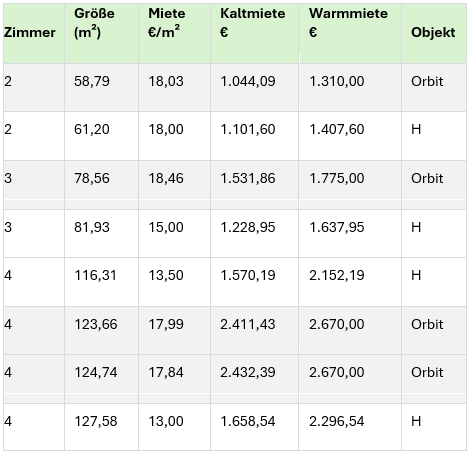 Zimmer Größe (m²) Miete €/m² Kaltmiete € Warmmiete € Objekt
2 58,79 18,03 1.044,09 1.310,00 Orbit
2 61,20 18,00 1.101,60 1.407,60 H
3 78,56 18,46 1.531,86 1.775,00 Orbit
3 81,93 15,00 1.228,95 1.637,95 H
4 116,31 13,50 1.570,19 2.152,19 H
4 123,66 17,99 2.411,43 2.670,00 Orbit
4 124,74 17,84 2.432,39 2.670,00 Orbit
4 127,58 13,00 1.658,54 2.296,54 H